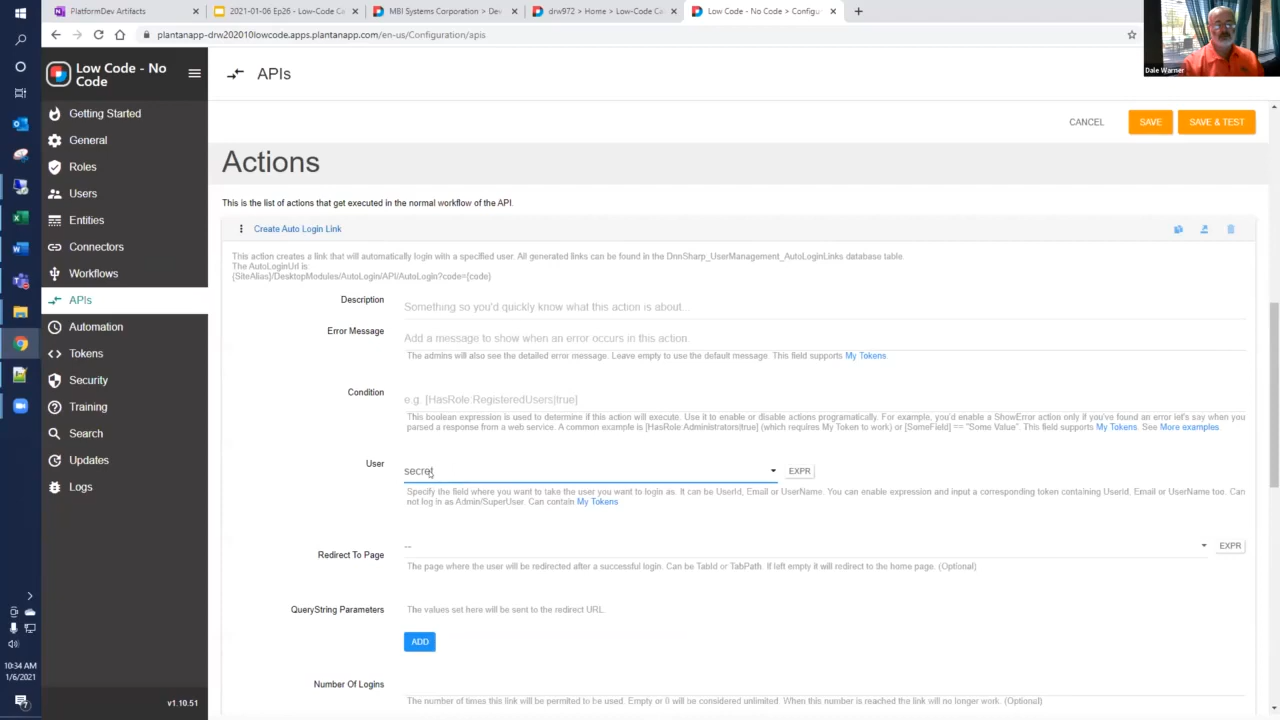 PlatformDev Artifacts
2021-01-06 Ep26 - Low-Code C
MBI Systems Corporation > Dev
drw972 > Home > Low-Code Ca
Low Code - No Code > Configu
plantanapp-drw202010lowcode.apps.plantanapp.com/en-us/Configuration/apis
Dale Warner
Low Code - No
Code
APIs
Getting Started
General
Roles
Users
Entities
Connectors
Workflows
APIs
Automation
Tokens
Security
Training
Search
Updates
Logs
v1.10.51
10:34 AM
1/6/2021
CANCEL
SAVE
SAVE & TEST
Actions
This is the list of actions that get executed in the normal workflow of the API.
Create Auto Login Link
This action creates a link that will automatically login with a specified user. All generated links can be found in the DnnSharp_UserManagement_AutoLoginLinks database table.
The AutoLoginUrl is:
{SiteAlias}/DesktopModules/AutoLogin/API/AutoLogin?code={code}
Description
Something so you'd quickly know what this action is about...
Error Message
Add a message to show when an error occurs in this action.
The admins will also see the detailed error message. Leave empty to use the default message. This field supports My Tokens
Condition
e.g. [HasRole:RegisteredUsers|true]
This boolean expression is used to determine if this action will execute. Use it to enable or disable actions programatically. For example, you'd enable a ShowError action only if you've found an error let's say when you
parsed a response from a web service. A common example is [HasRole:Administrators|true] (which requires My Token to work) or [SomeField] == "Some Value". This field supports My Tokens. See More examples.
User
secret
EXPR
Specify the field where you want to take the user you want to login as. It can be UserId, Email or UserName. You can enable expression and input a corresponding token containing UserId, Email or UserName too. Can
not log in as Admin/SuperUser. Can contain My Tokens
Redirect To Page
--
EXPR
The page where the user will be redirected after a successful login. Can be TabId or TabPath. If left empty it will redirect to the home page. (Optional)
QueryString Parameters
The values set here will be sent to the redirect URL.
ADD
Number Of Logins
The number of times this link will be permited to be used. Empty or 0 will be considered unlimited. When this number is reached the link will no longer work. (Optional)